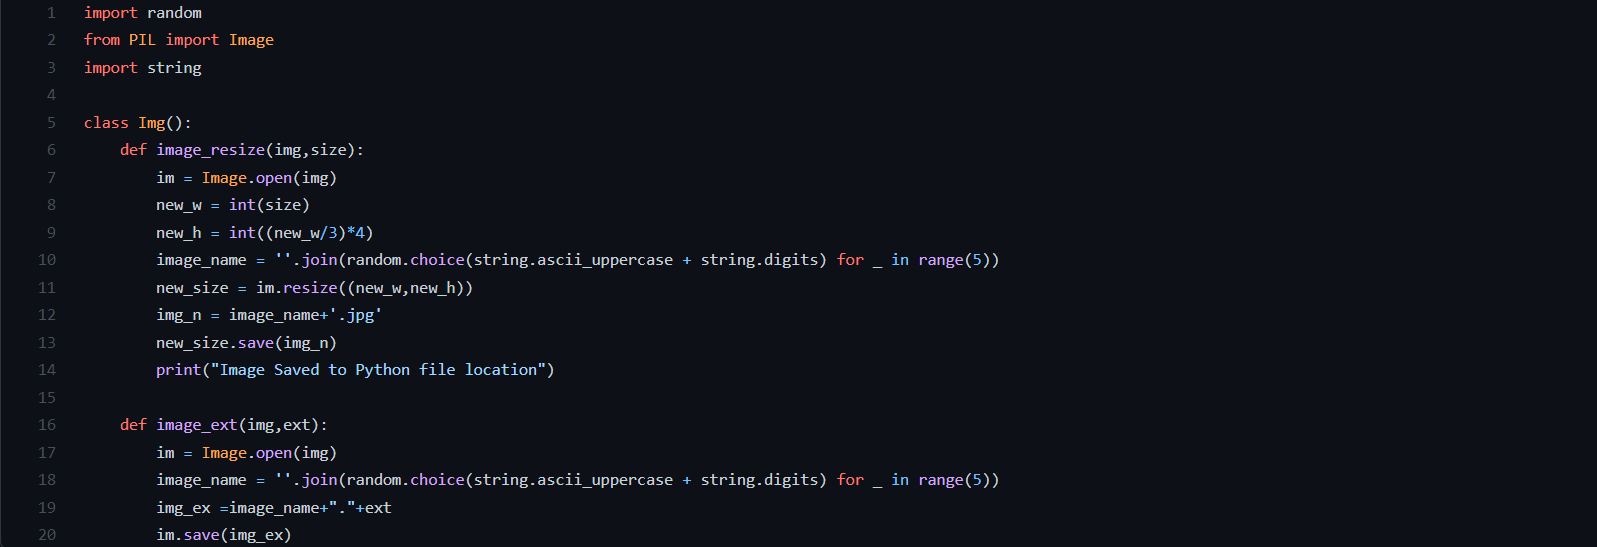 1 import random
2 from PIL import Image
3 import string
4
5 class Img():
6     def image_resize(img,size):
7         im = Image.open(img)
8         new_w = int(size)
9         new_h = int((new_w/3)*4)
10         image_name = ''.join(random.choice(string.ascii_uppercase + string.digits) for _ in range(5))
11         new_size = im.resize((new_w,new_h))
12         img_n = image_name+'.jpg'
13         new_size.save(img_n)
14         print("Image Saved to Python file location")
15
16     def image_ext(img,ext):
17         im = Image.open(img)
18         image_name = ''.join(random.choice(string.ascii_uppercase + string.digits) for _ in range(5))
19         img_ex =image_name+"."+ext
20         im.save(img_ex)